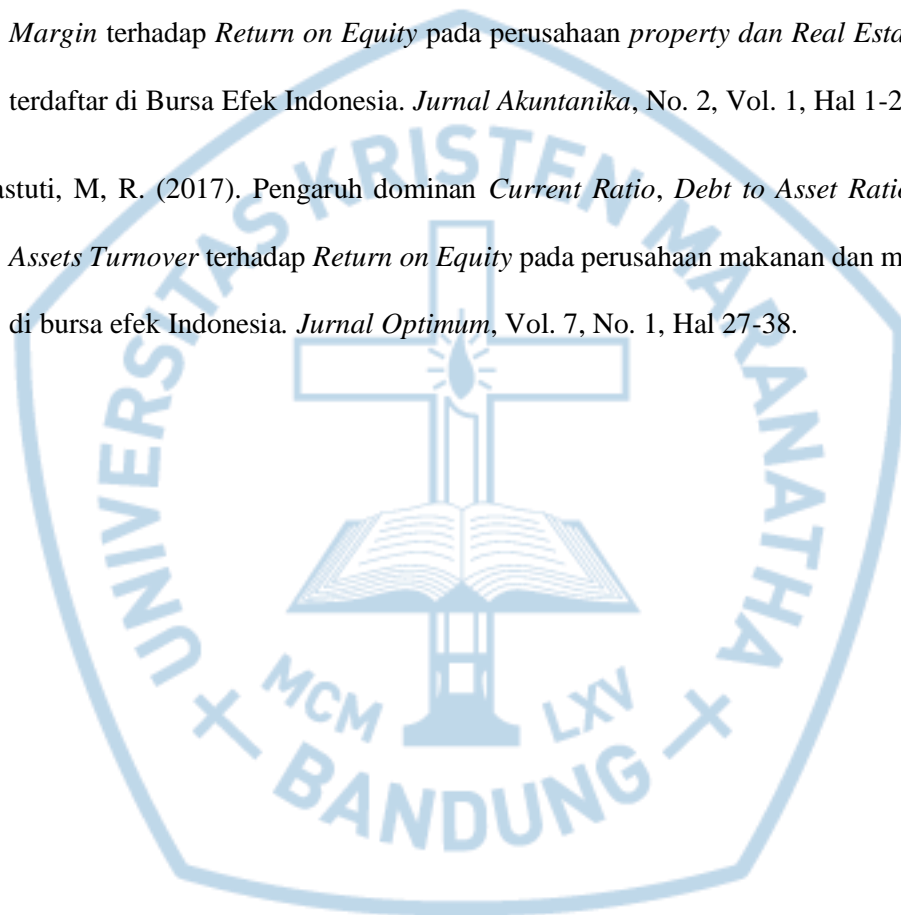 Margin terhadap Return on Equity pada perusahaan property dan Real Esta
terdaftar di Bursa Efek Indonesia. Jurnal Akuntanika, No. 2, Vol. 1, Hal 1-2
astuti, M, R. (2017). Pengaruh dominan Current Ratio, Debt to Asset Ratio
Assets Turnover terhadap Return on Equity pada perusahaan makanan dan m
di bursa efek Indonesia. Jurnal Optimum, Vol. 7, No. 1, Hal 27-38.
UNIVERSITAS KRISTEN MARANATHA
MCM LXV
BANDUNG